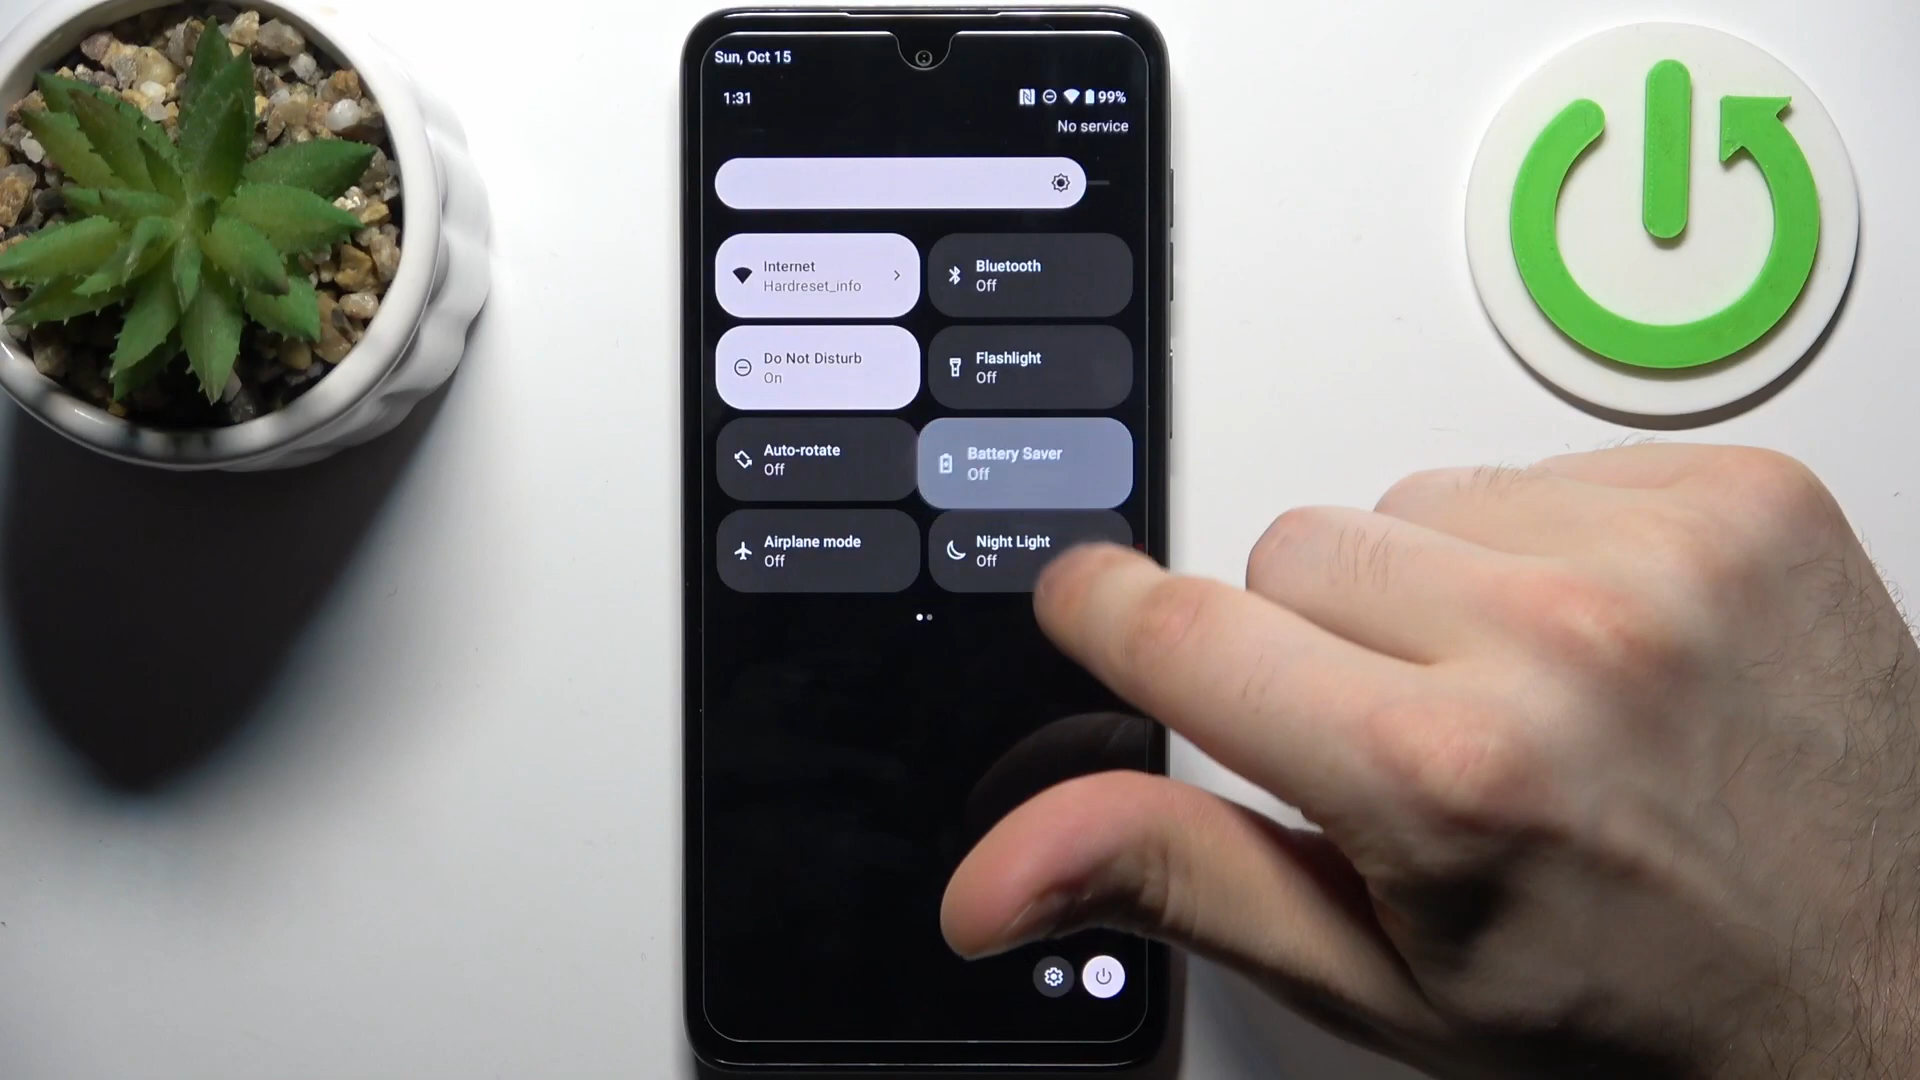 Sun, Oct 15
1:31
99%
No service
Internet
Hardreset_info
Bluetooth
Off
Do Not Disturb
On
Flashlight
Off
Auto-rotate
Off
Battery Saver
Off
Airplane mode
Off
Night Light
Off